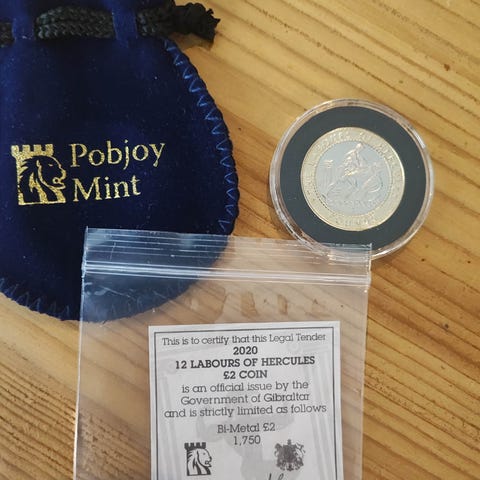 Pobjoy
Mint
This is to certify that this Legal Tender
2020
12 LABOURS OF HERCULES
£2 COIN
is an official issue by the
Government of Gibraltar
and is strictly limited as follows
Bi-Metal £2
1,750